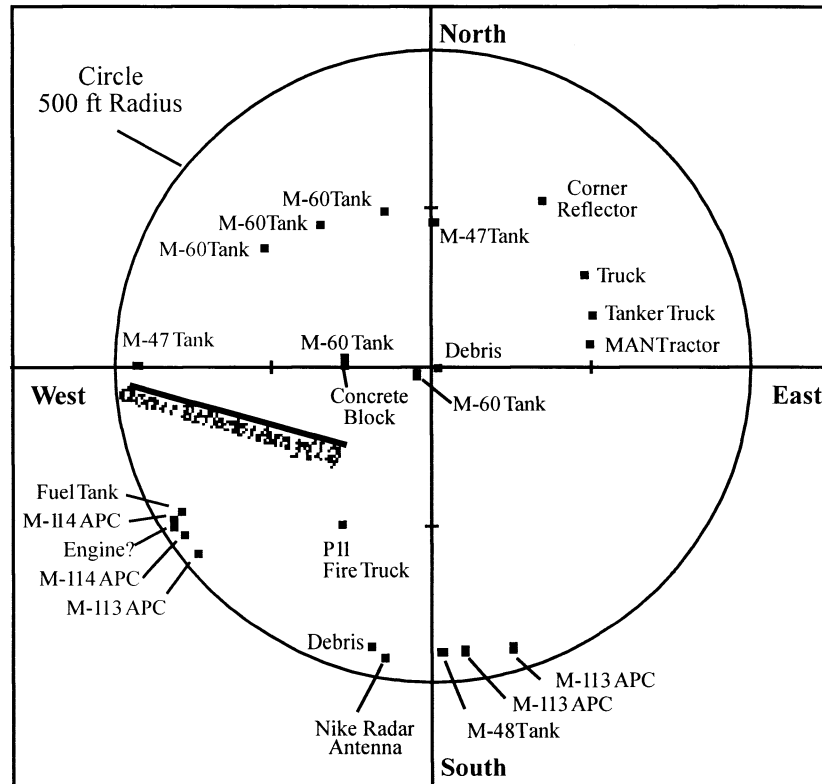 North
Circle
500 ft Radius
M-60Tank
Corner
Reflector
M-60Tank
M-47Tank
M-60Tank
Truck
Tanker Truck
M-47 Tank
M-60 Tank
MANTractor
Debris
West
Concrete
Block
M-60 Tank
East
Fuel Tank
M-114 APC
Engine?
M-114 APC
M-113 APC
P11
Fire Truck
Debris
M-113 APC
M-113 APC
M-48Tank
Nike Radar
Antenna
South